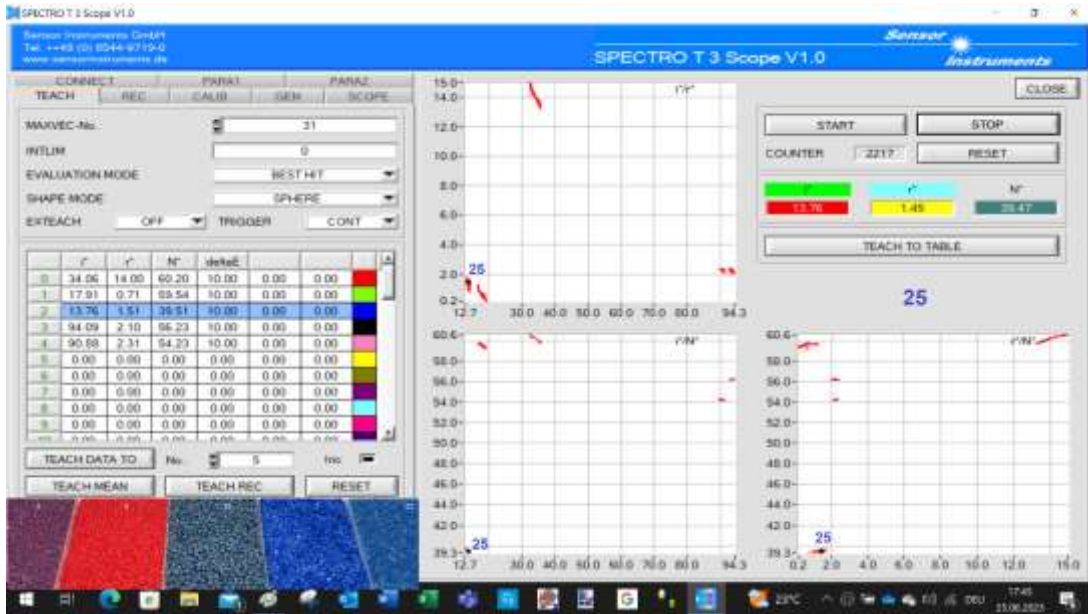 SPECTRO T 3 Scope V1.0
Sensor Instruments GmbH
Tel. ++49 (0) 8544-9719-0
www.sensorinstruments.de
SPECTRO T 3 Scope V1.0
Sensor
Instruments
CONNECT PARA1 PARA2
TEACH REC CALIB GEN SCOPE
MAXVEC-No. 31
INTLIM 0
EVALUATION MODE BEST HIT
SHAPE MODE SPHERE
EXTEACH OFF TRIGGER CONT
deltaE
0 34.06 14.00 60.20 10.00 0.00 0.00
1 17.91 0.71 59.54 10.00 0.00 0.00
2 13.76 1.51 39.51 10.00 0.00 0.00
3 94.09 2.10 56.23 10.00 0.00 0.00
4 90.88 2.31 54.23 10.00 0.00 0.00
5 0.00 0.00 0.00 0.00 0.00 0.00
6 0.00 0.00 0.00 0.00 0.00 0.00
7 0.00 0.00 0.00 0.00 0.00 0.00
8 0.00 0.00 0.00 0.00 0.00 0.00
9 0.00 0.00 0.00 0.00 0.00 0.00
TEACH DATA TO No. 5 Inc.
TEACH MEAN TEACH REC RESET
15.0
14.0
12.0
10.0
8.0
6.0
4.0
2.0
0.2
25
12.7 30.0 40.0 50.0 60.0 70.0 80.0 94.3
60.6
58.0
56.0
54.0
52.0
50.0
48.0
46.0
44.0
42.0
39.3
25
12.7 30.0 40.0 50.0 60.0 70.0 80.0 94.3
CLOSE
START STOP
COUNTER 2217 RESET
13.76 1.49 39.47
TEACH TO TABLE
25
60.6
58.0
56.0
54.0
52.0
50.0
48.0
46.0
44.0
42.0
39.3
25
0.2 2.0 4.0 6.0 8.0 10.0 12.0 15.0
23°C
DEU
17:45